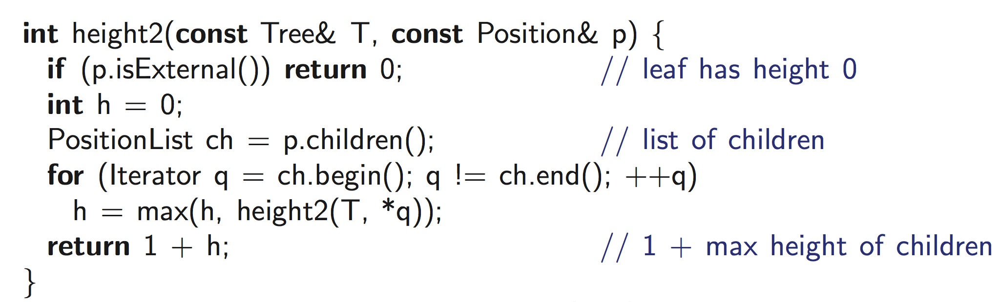 int height2(const Tree& T, const Position& p) {
if (p.isExternal()) return 0; // leaf has height 0
int h = 0;
PositionList ch = p.children(); // list of children
for (Iterator q = ch.begin(); q != ch.end(); ++q)
h = max(h, height2(T, *q));
return 1 + h; // 1 + max height of children
}